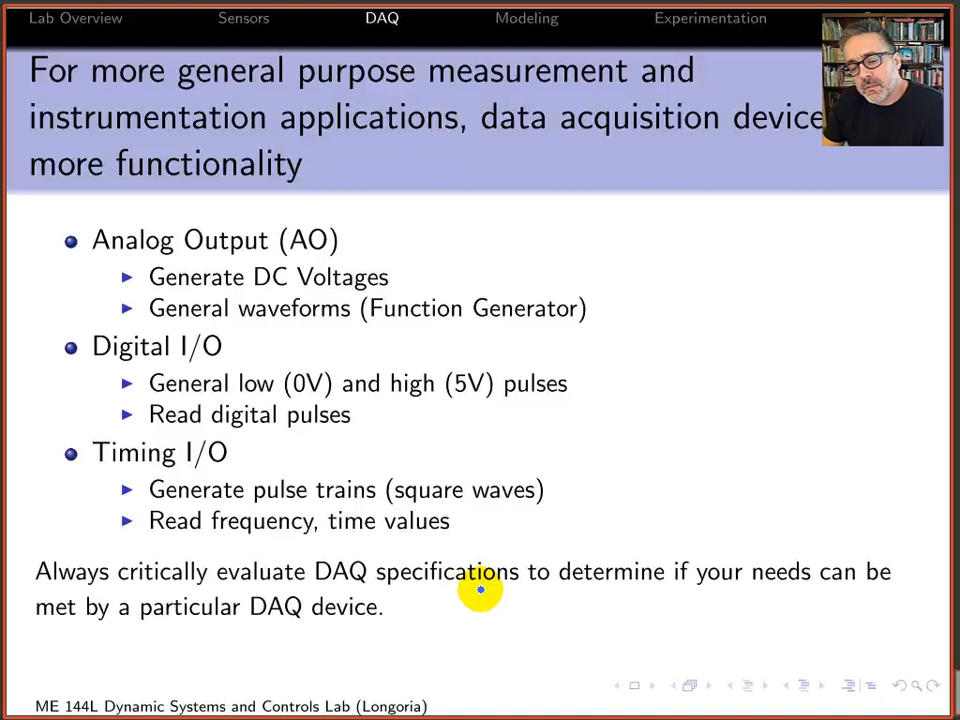 Lab Overview Sensors DAQ Modeling Experimentation
For more general purpose measurement and
instrumentation applications, data acquisition device
more functionality
Analog Output (AO)
Generate DC Voltages
General waveforms (Function Generator)
Digital I/O
General low (0V) and high (5V) pulses
Read digital pulses
Timing I/O
Generate pulse trains (square waves)
Read frequency, time values
Always critically evaluate DAQ specifications to determine if your needs can be
met by a particular DAQ device.
ME 144L Dynamic Systems and Controls Lab (Longoria)